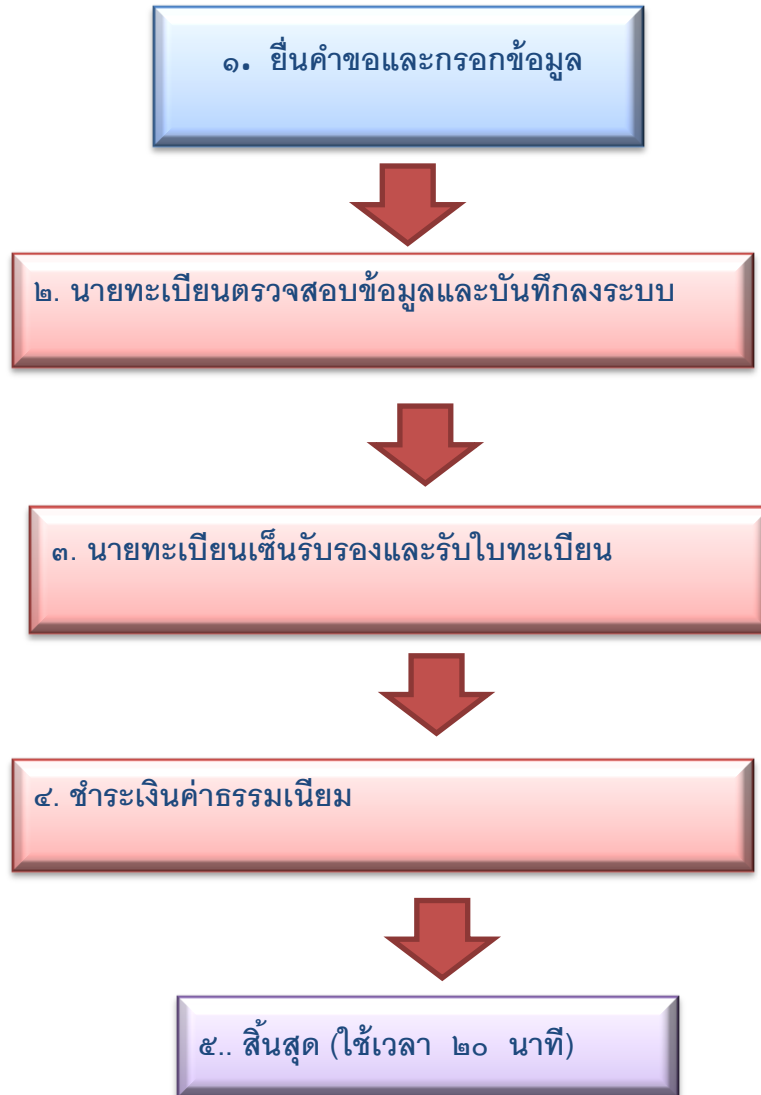 ๑. ยื่นคำขอและกรอกข้อมูล
๒. นายทะเบียนตรวจสอบข้อมูลและบันทึกลงระบบ
๓. นายทะเบียนเซ็นรับรองและรับใบทะเบียน
๔. ชำระเงินค่าธรรมเนียม
๕.. สิ้นสุด (ใช้เวลา ๒๐ นาที)